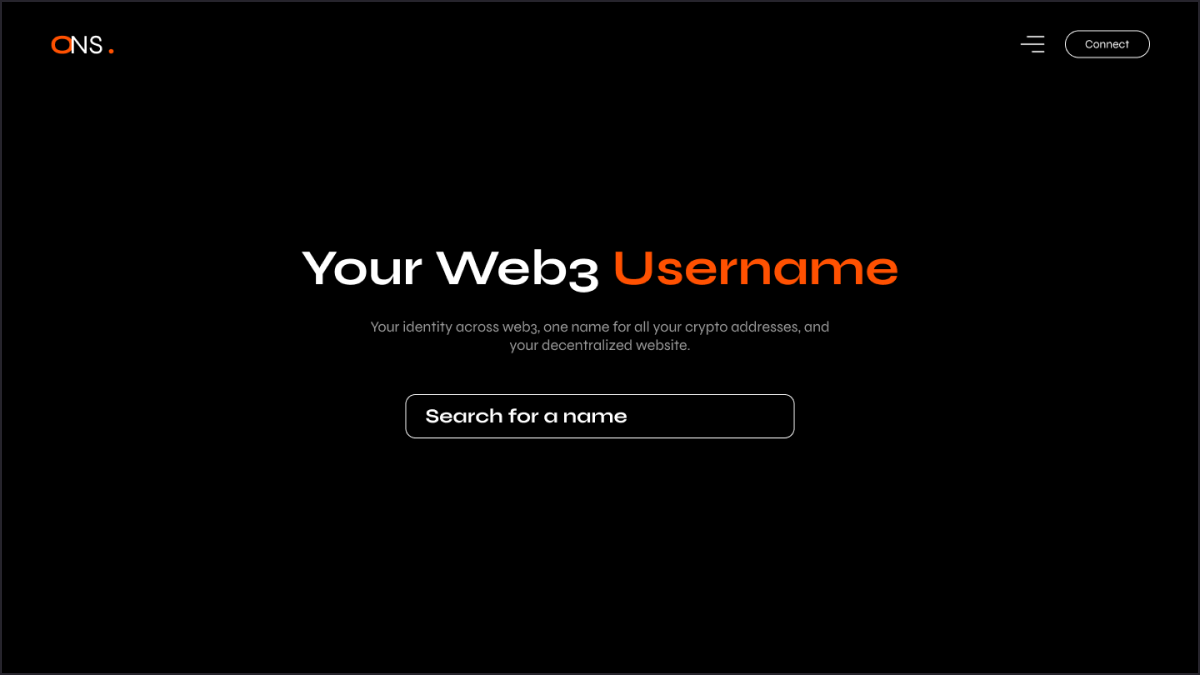 ONS.
Connect
Your Web3 Username
Your identity across web3, one name for all your crypto addresses, and
your decentralized website.
Search for a name